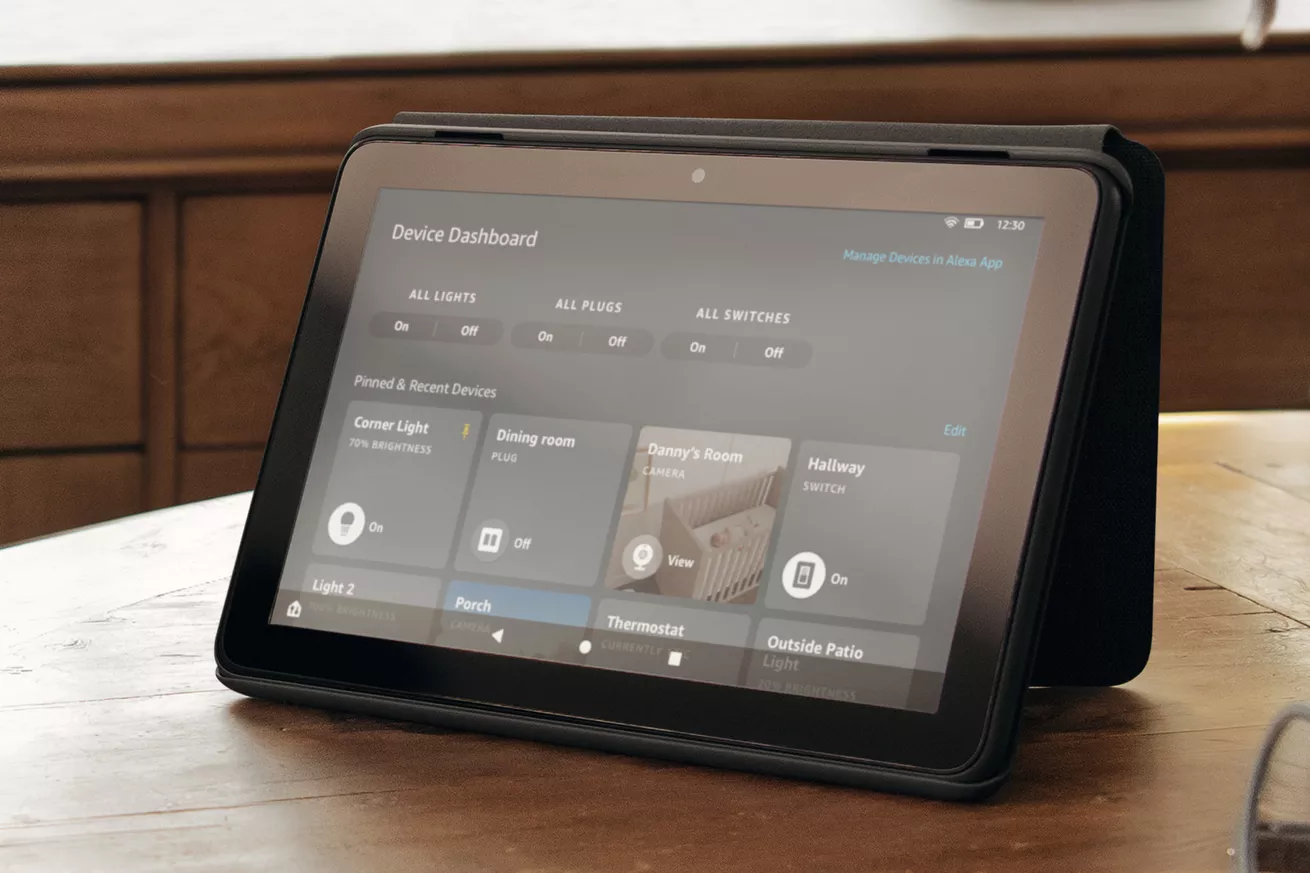 12:30
Device Dashboard
Manage Devices in Alexa App
ALL LIGHTS
On | Off
ALL PLUGS
On | Off
ALL SWITCHES
On | Off
Pinned & Recent Devices
Edit
Corner Light
70% BRIGHTNESS
On
Dining room
PLUG
Off
Danny's Room
CAMERA
View
Hallway
SWITCH
On
Light 2
BRIGHTNESS
Porch
CAMERA
Thermostat
CURRENTLY
Outside Patio
Light
70% BRIGHTNESS